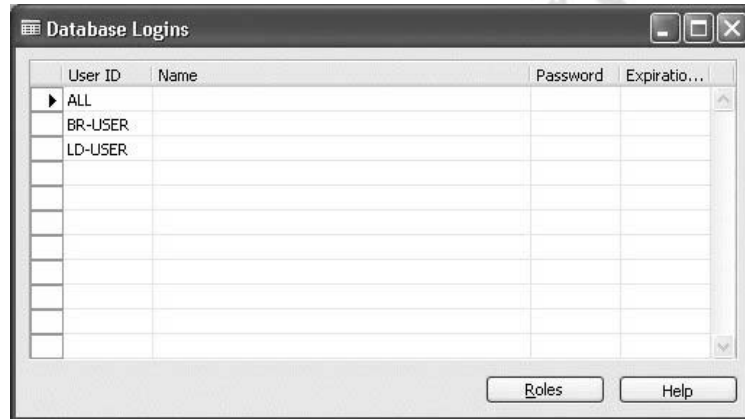 Database Logins
User ID Name Password Expiratio...
ALL
BR-USER
LD-USER
Roles Help